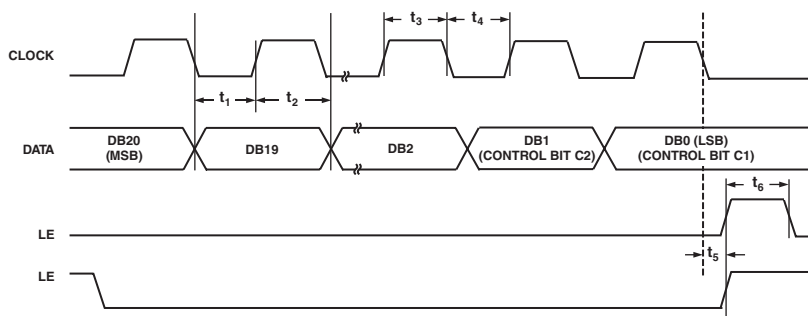 t3 t4
CLOCK
t1 t2
DATA
DB20
(MSB)
DB19
DB2
DB1
(CONTROL BIT C2)
DB0 (LSB)
(CONTROL BIT C1)
t6
LE
t5
LE